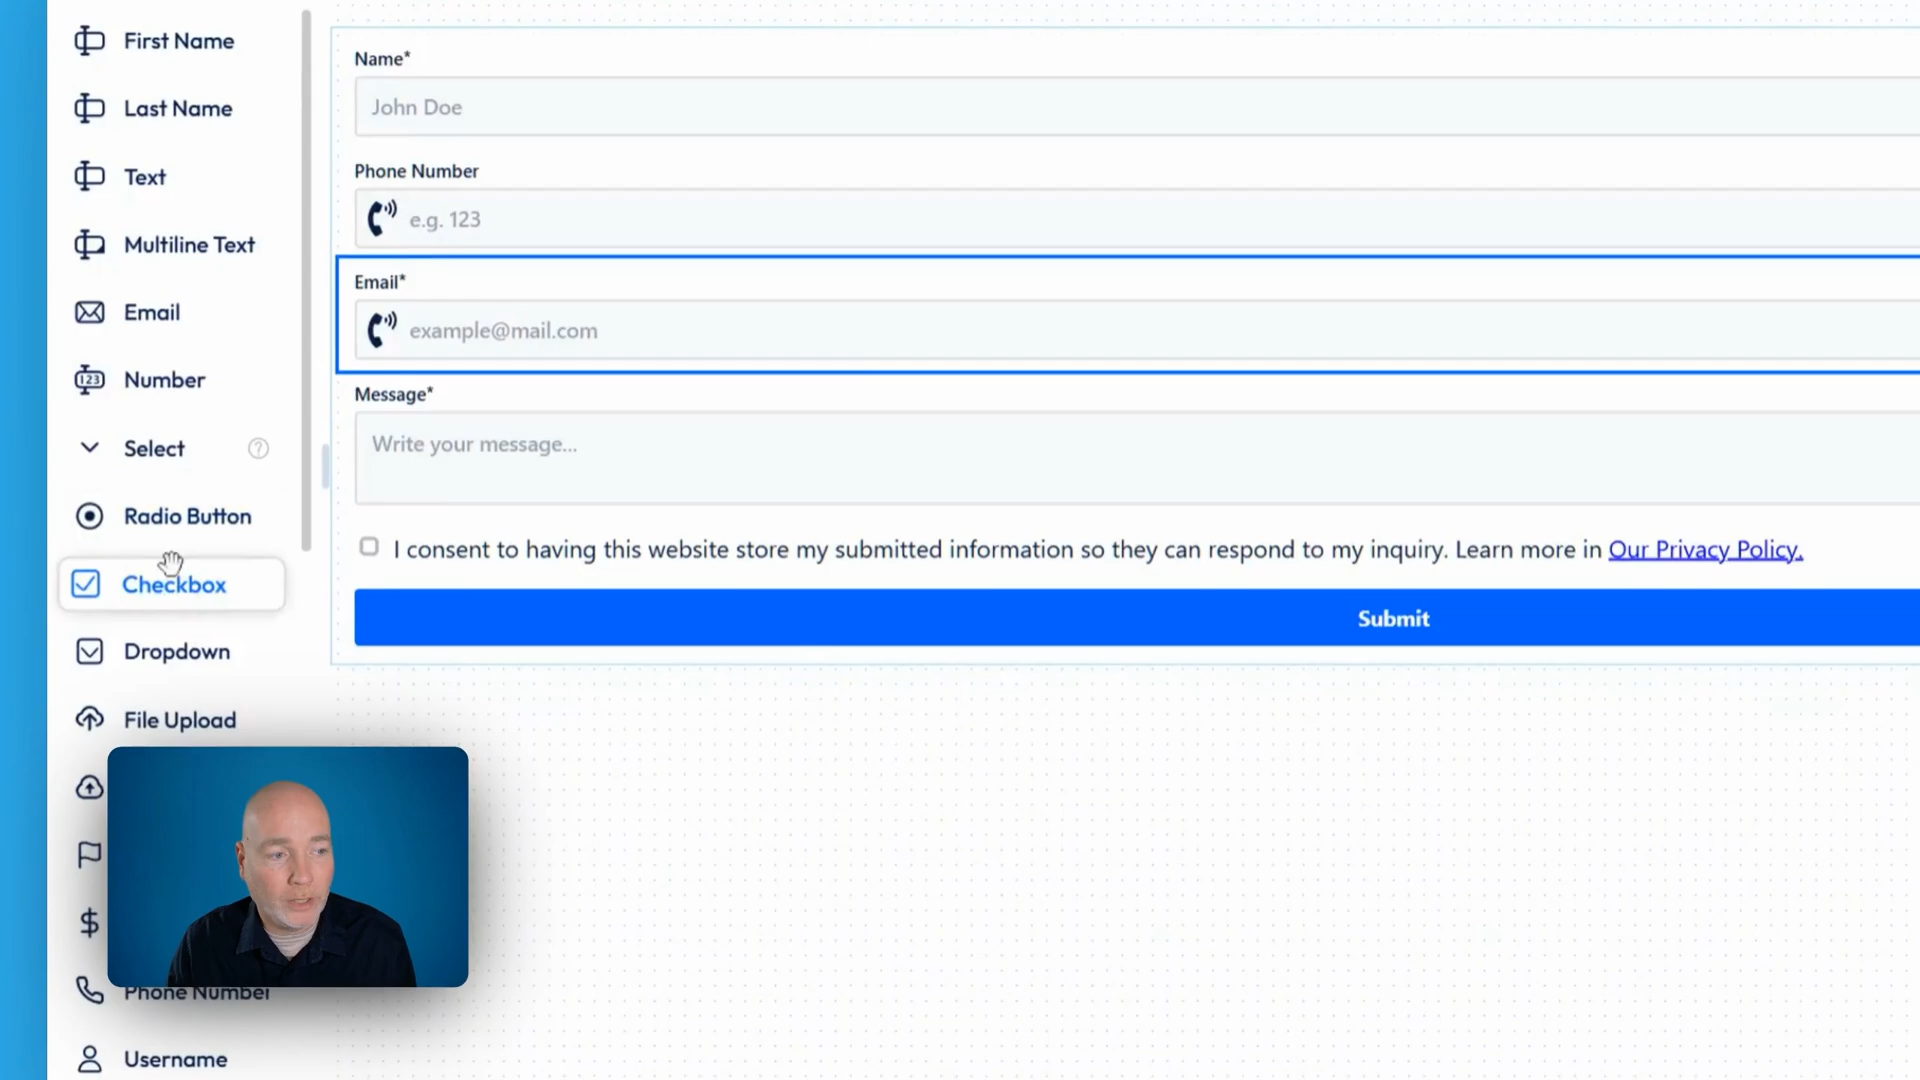 First Name
Last Name
Text
Multiline Text
Email
Number
123
Select
?
Radio Button
Checkbox
Dropdown
File Upload
$
Phone Number
Username
Name*
John Doe
Phone Number
e.g. 123
Email*
example@mail.com
Message*
Write your message...
I consent to having this website store my submitted information so they can respond to my inquiry. Learn more in Our Privacy Policy.
Submit